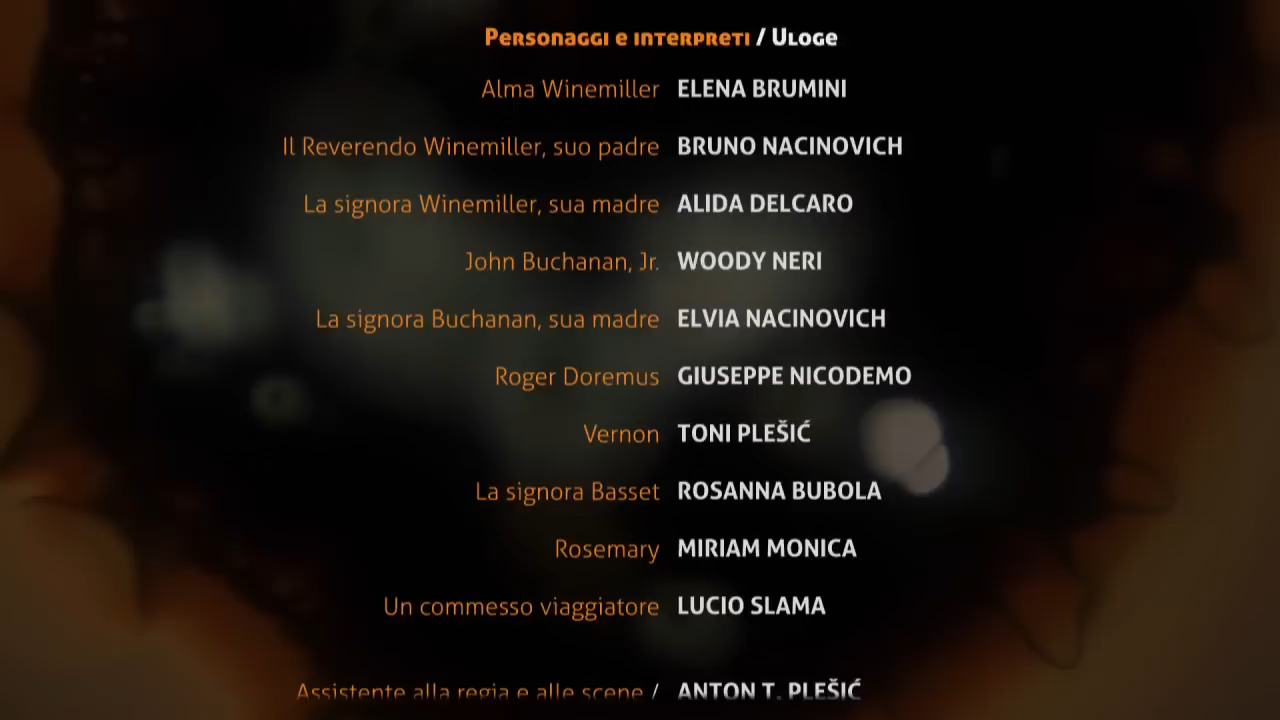 Personaggi e interpreti / Uloge
Alma Winemiller ELENA BRUMINI
Il Reverendo Winemiller, suo padre BRUNO NACINOVICH
La signora Winemiller, sua madre ALIDA DELCARO
John Buchanan, Jr. WOODY NERI
La signora Buchanan, sua madre ELVIA NACINOVICH
Roger Doremus GIUSEPPE NICODEMO
Vernon TONI PLEŠIĆ
La signora Basset ROSANNA BUBOLA
Rosemary MIRIAM MONICA
Un commesso viaggiatore LUCIO SLAMA
Assistente alla regia e alle scene / ANTON T. PLEŠIĆ